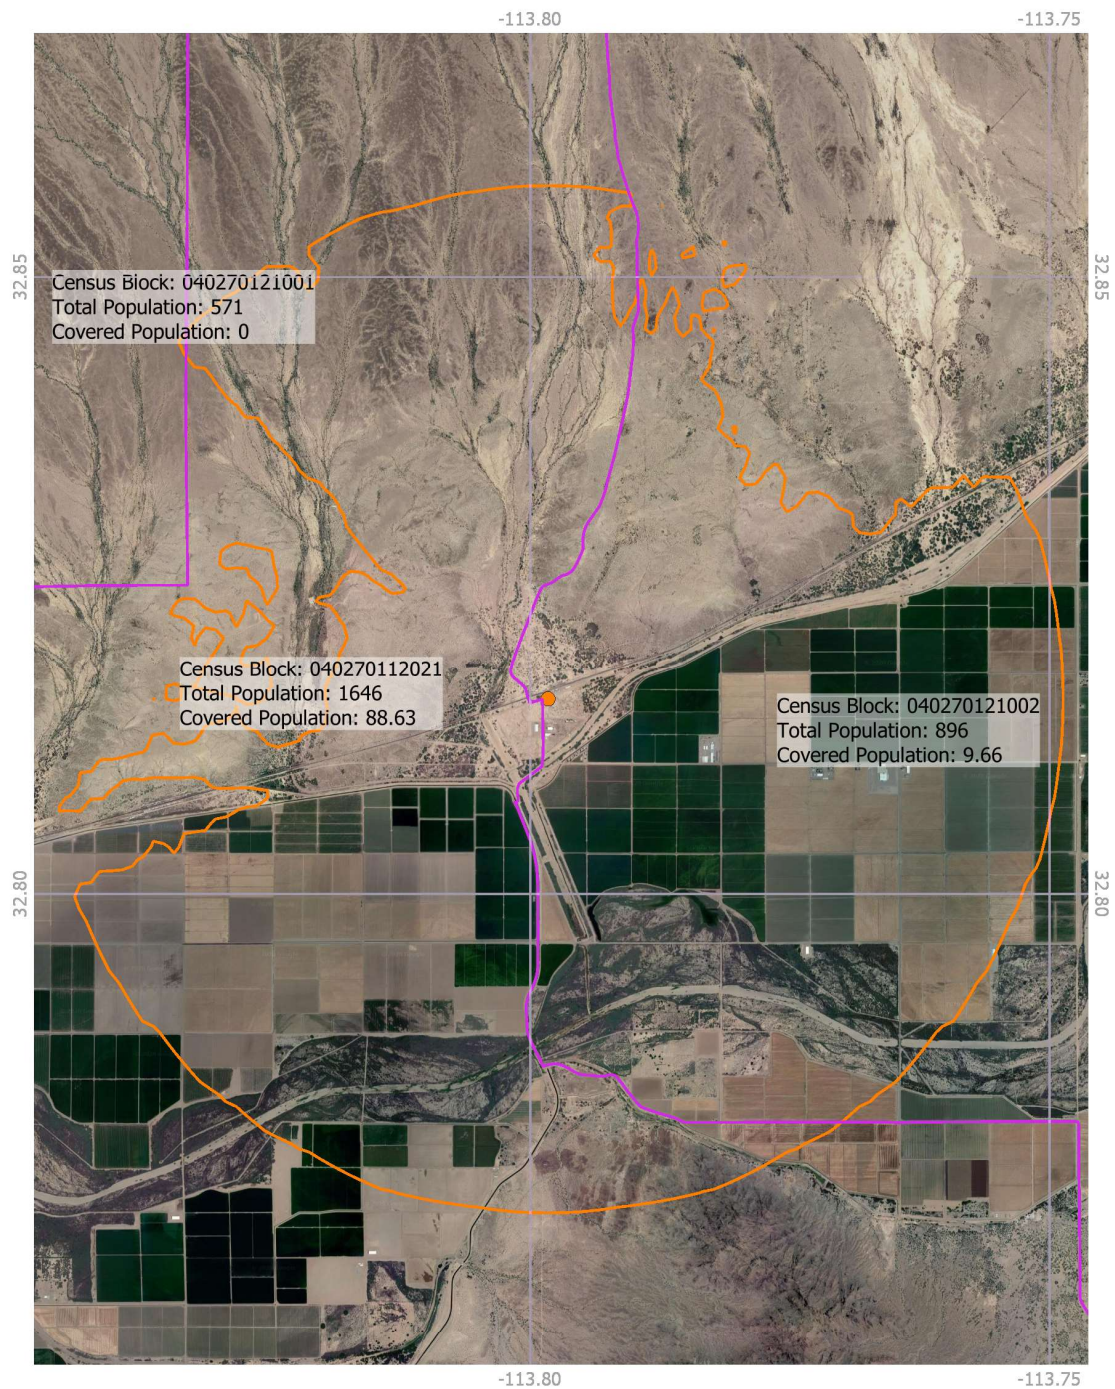 -113.80
-113.75
32.85
32.85
Census Block: 040270121001
Total Population: 571
Covered Population: 0
Census Block: 040270112021
Total Population: 1646
Covered Population: 88.63
Census Block: 040270121002
Total Population: 896
Covered Population: 9.66
32.80
32.80
-113.80
-113.75